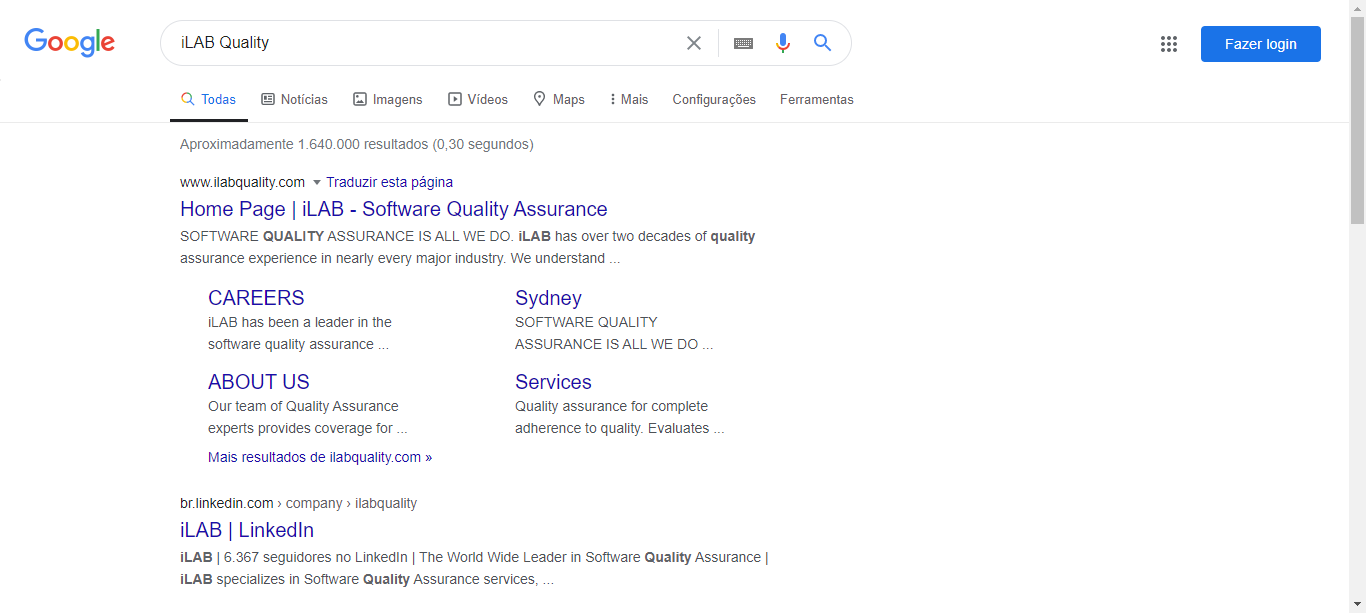 Google
iLAB Quality
Fazer login
Todas Notícias Imagens Vídeos Maps Mais Configurações Ferramentas
Aproximadamente 1.640.000 resultados (0,30 segundos)
www.ilabquality.com Traduzir esta página
Home Page | iLAB - Software Quality Assurance
SOFTWARE QUALITY ASSURANCE IS ALL WE DO. iLAB has over two decades of quality
assurance experience in nearly every major industry. We understand ...
CAREERS
iLAB has been a leader in the
software quality assurance ...
Sydney
SOFTWARE QUALITY
ASSURANCE IS ALL WE DO ...
ABOUT US
Our team of Quality Assurance
experts provides coverage for ...
Services
Quality assurance for complete
adherence to quality. Evaluates ...
Mais resultados de ilabquality.com »
br.linkedin.com › company › ilabquality
iLAB | LinkedIn
iLAB | 6.367 seguidores no LinkedIn | The World Wide Leader in Software Quality Assurance |
iLAB specializes in Software Quality Assurance services, ...